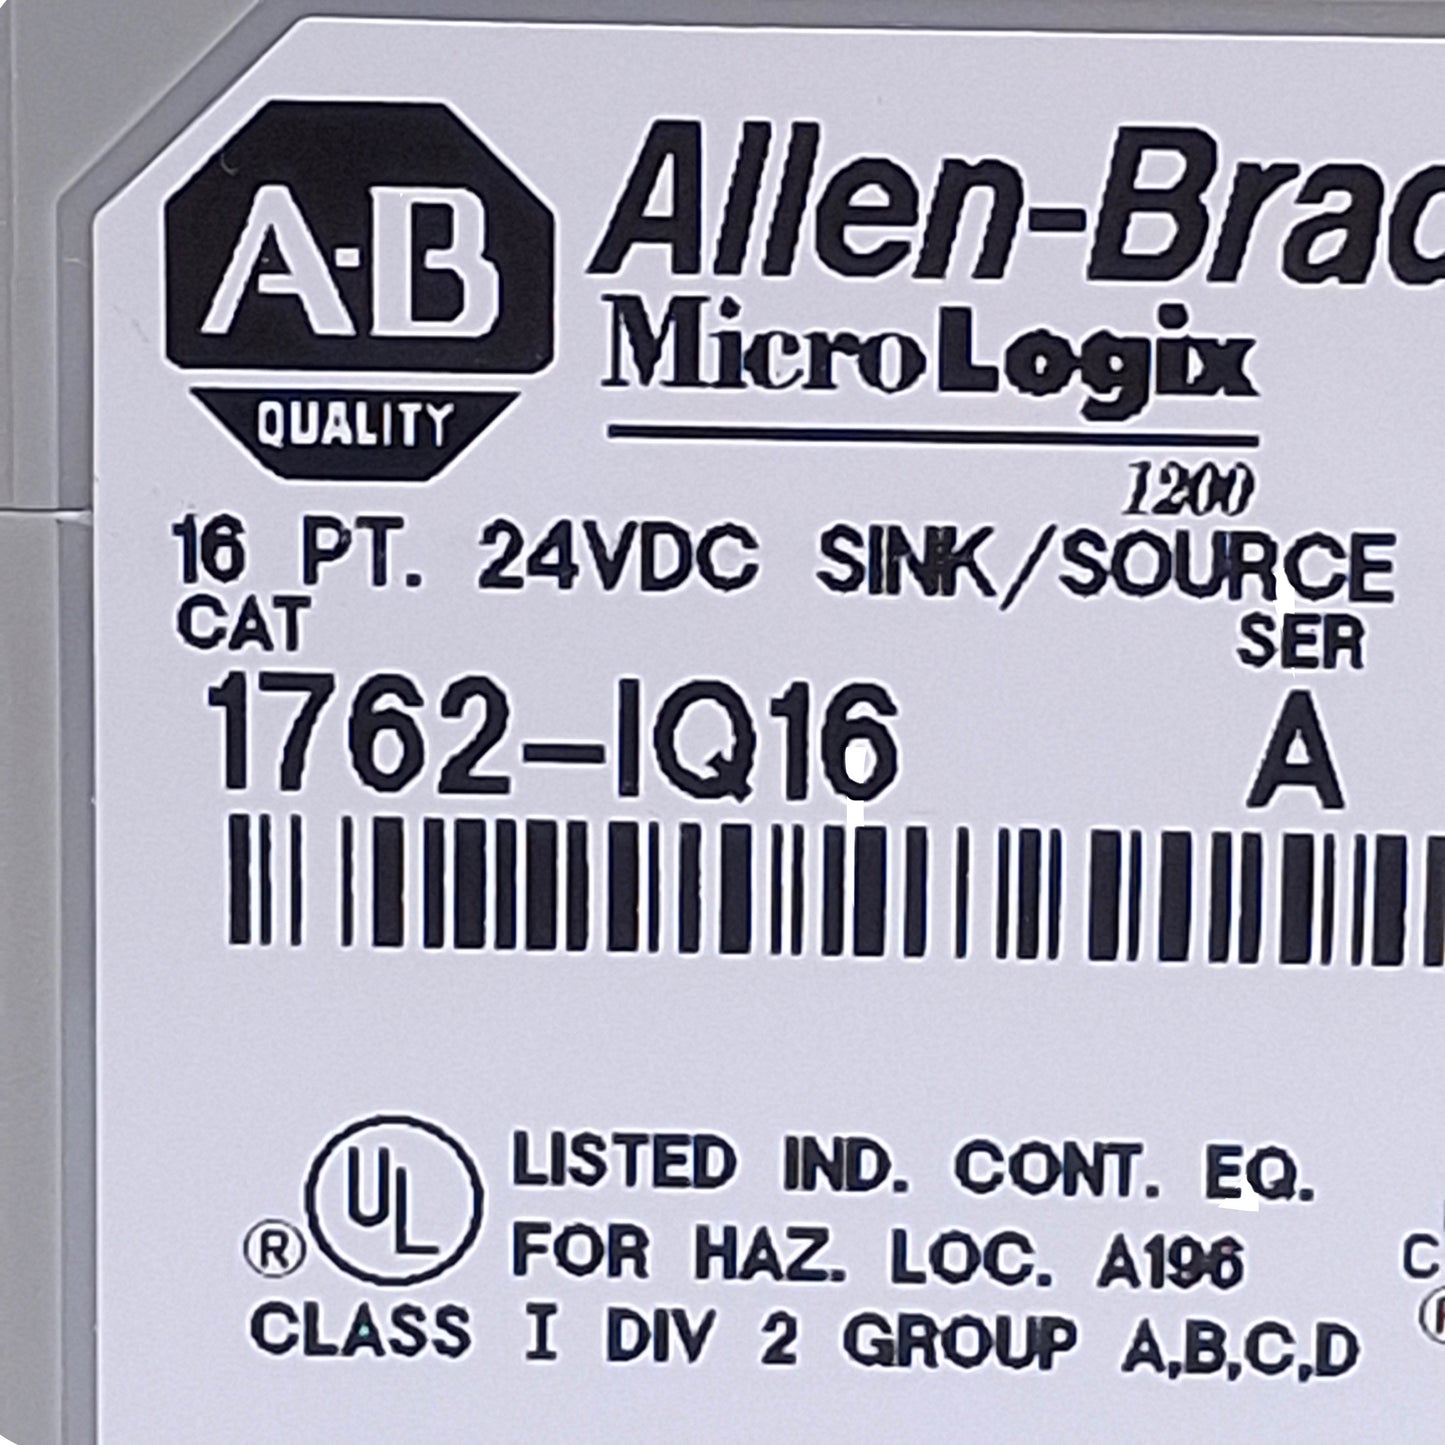 A-B
QUALITY
Allen-Brad
MicroLogix
1200
16 PT. 24VDC SINK/SOURCE
CAT SER
1762-IQ16 A
UL LISTED IND. CONT. EQ.
® FOR HAZ. LOC. A196 C
CLASS I DIV 2 GROUP A,B,C,D